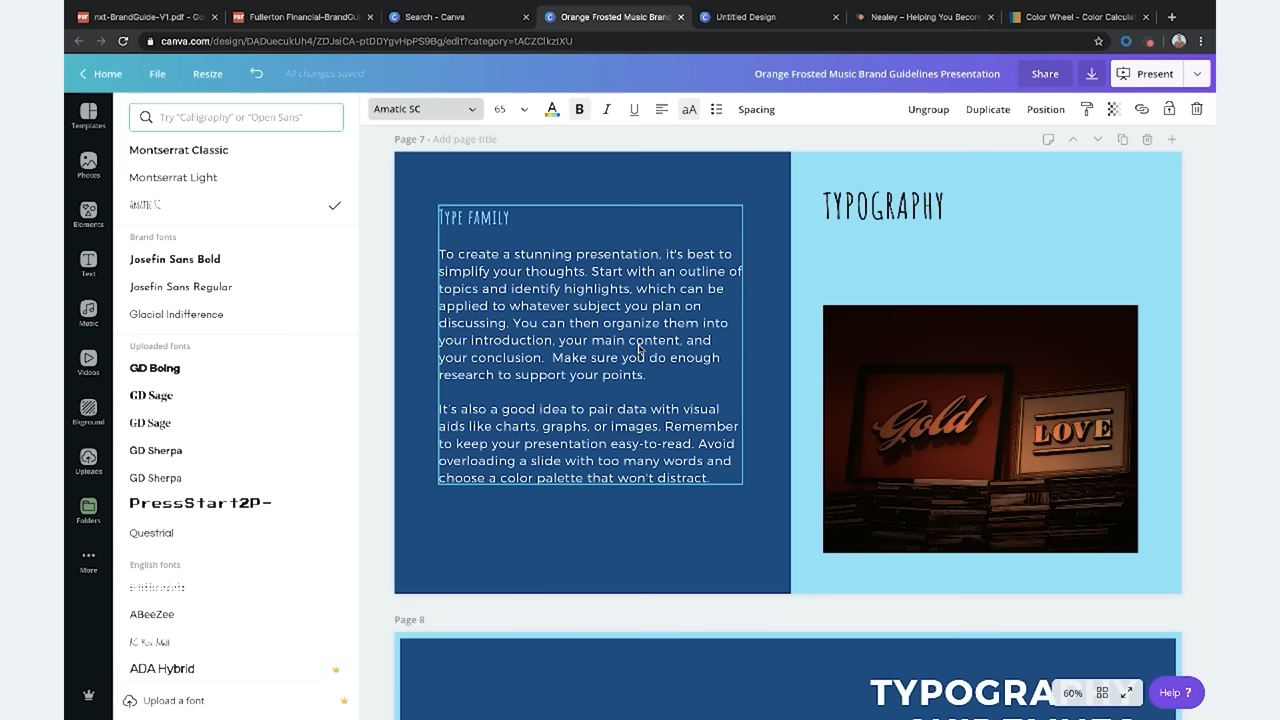 nxt-BrandGuide-V1.pdf - Go
Fullerton Financial-BrandGui
Search - Canva
Orange Frosted Music Bran
Untitled Design
Nealey – Helping You Becom
Color Wheel - Color Calcula
canva.com/design/DADuecukUh4/ZDJsiCA-ptDDYgvHpPS9Bg/edit?category=tACZCIkzIXU
Home
File
Resize
All changes saved
Orange Frosted Music Brand Guidelines Presentation
Share
Present
Amatic SC
65
A
B
I
U
aA
Spacing
Ungroup
Duplicate
Position
Templates
Photos
Elements
Text
Music
Videos
Bkground
Uploads
Folders
More
Try "Calligraphy" or "Open Sans"
Montserrat Classic
Montserrat Light
AMATIC SC
Brand fonts
Josefin Sans Bold
Josefin Sans Regular
Glacial Indifference
Uploaded fonts
GD Boing
GD Sage
GD Sage
GD Sherpa
GD Sherpa
PressStart2P-
Questrial
English fonts
ABeeZee
ADA Hybrid
Upload a font
Page 7 - Add page title
TYPE FAMILY
To create a stunning presentation, it's best to
simplify your thoughts. Start with an outline of
topics and identify highlights, which can be
applied to whatever subject you plan on
discussing. You can then organize them into
your introduction, your main content, and
your conclusion. Make sure you do enough
research to support your points.
It's also a good idea to pair data with visual
aids like charts, graphs, or images. Remember
to keep your presentation easy-to-read. Avoid
overloading a slide with too many words and
choose a color palette that won't distract.
TYPOGRAPHY
Gold
LOVE
Page 8
TYPOGRAPHY
60%
Help ?